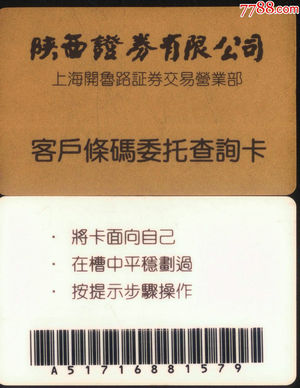 7788.com
陝西證券有限公司
上海開魯路証券交易營業部
客戶條碼委托查詢卡
· 將卡面向自己
· 在槽中平穩劃過
· 按提示步驟操作
A51716881579